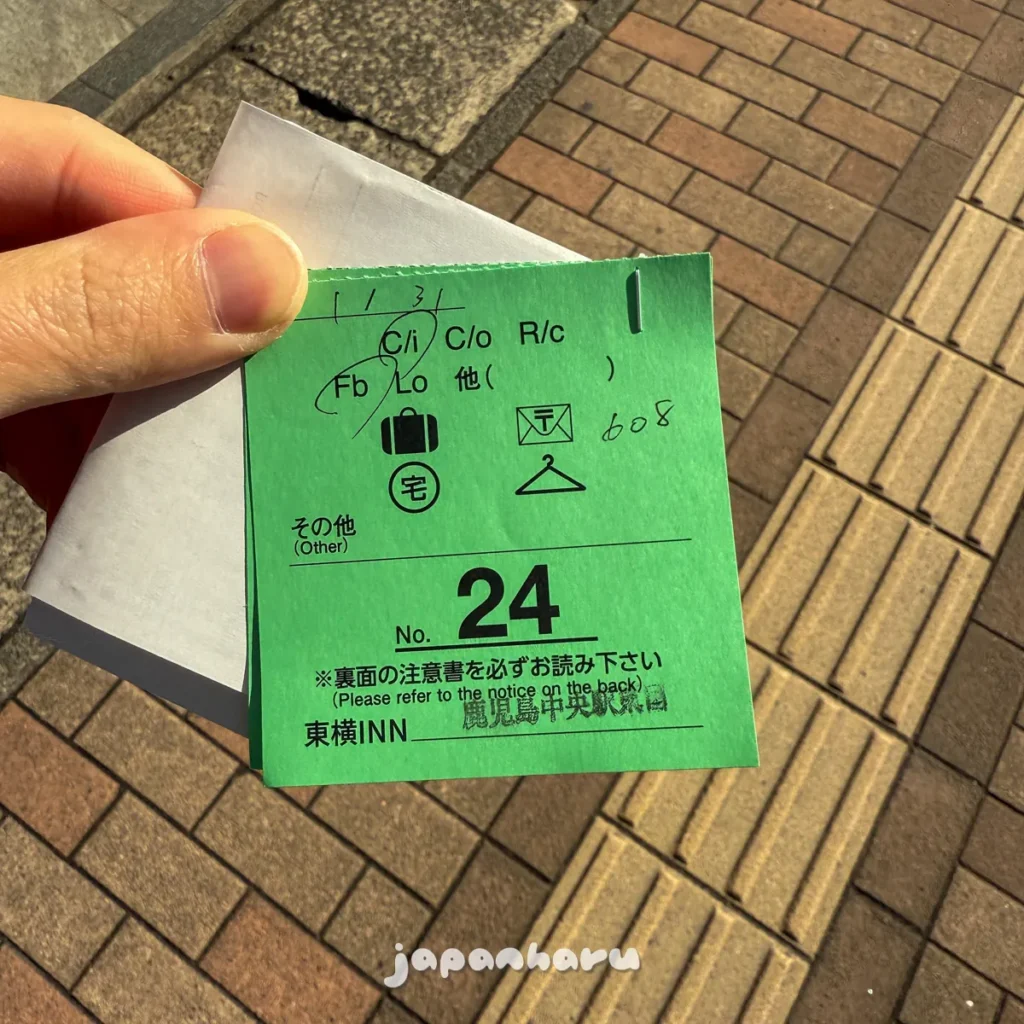 1 / 31
C/i C/o R/c
Fb Lo 他( )
〒 608
宅
その他
(Other)
No. 24
※裏面の注意書を必ずお読み下さい
(Please refer to the notice on the back)
東横INN 鹿児島中央駅東口
japanharu